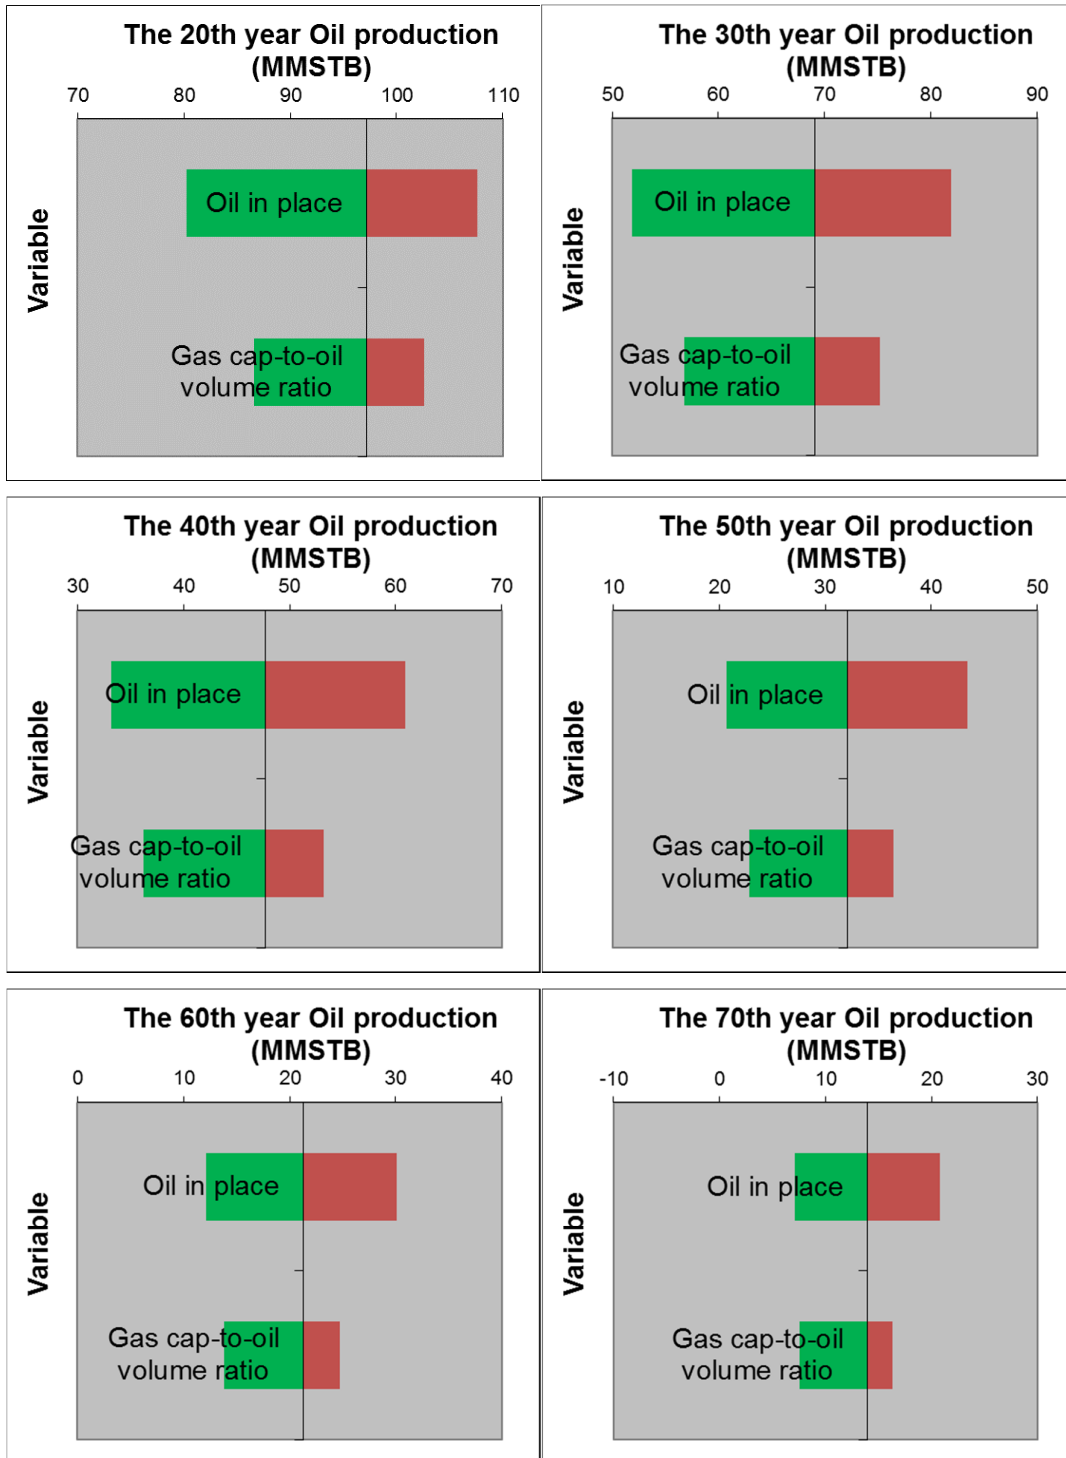 The 20th year Oil production
(MMSTB)
70 80 90 100 110
Variable
Oil in place
Gas cap-to-oil
volume ratio
The 30th year Oil production
(MMSTB)
50 60 70 80 90
Variable
Oil in place
Gas cap-to-oil
volume ratio
The 40th year Oil production
(MMSTB)
30 40 50 60 70
Variable
Oil in place
Gas cap-to-oil
volume ratio
The 50th year Oil production
(MMSTB)
10 20 30 40 50
Variable
Oil in place
Gas cap-to-oil
volume ratio
The 60th year Oil production
(MMSTB)
0 10 20 30 40
Variable
Oil in place
Gas cap-to-oil
volume ratio
The 70th year Oil production
(MMSTB)
-10 0 10 20 30
Variable
Oil in place
Gas cap-to-oil
volume ratio